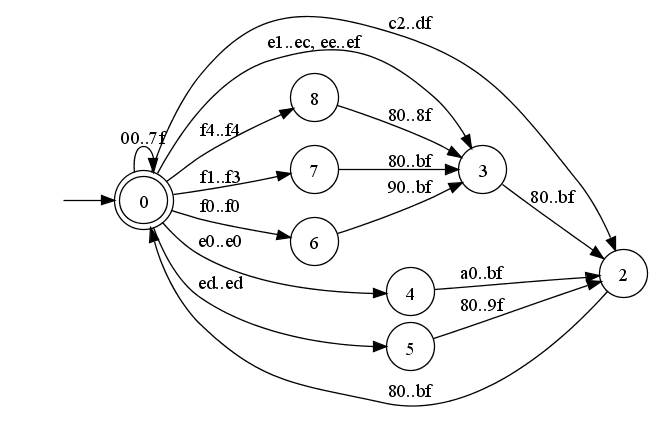 c2..df
e1..ec, ee..ef
8
00..7f
f4..f4
80..8f
f1..f3
7
80..bf
3
0
f0..f0
90..bf
80..bf
6
e0..e0
ed..ed
4
a0..bf
2
80..9f
5
80..bf